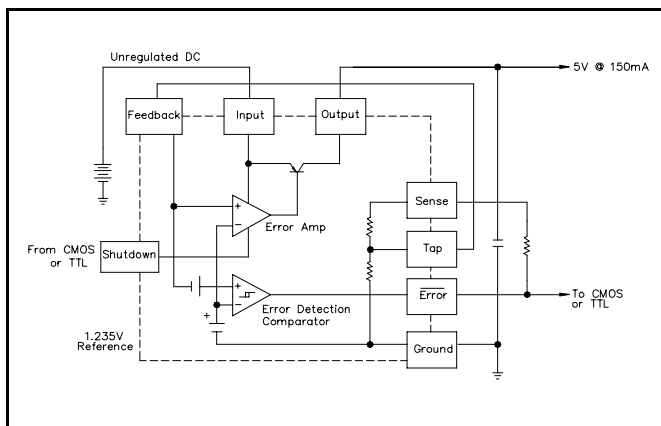 Unregulated DC
5V @ 150mA
Feedback
Input
Output
+
−
Error Amp
Sense
Tap
From CMOS
or TTL
Shutdown
+
−
Error Detection
Comparator
Error
To CMOS
or TTL
+
1.235V
Reference
Ground